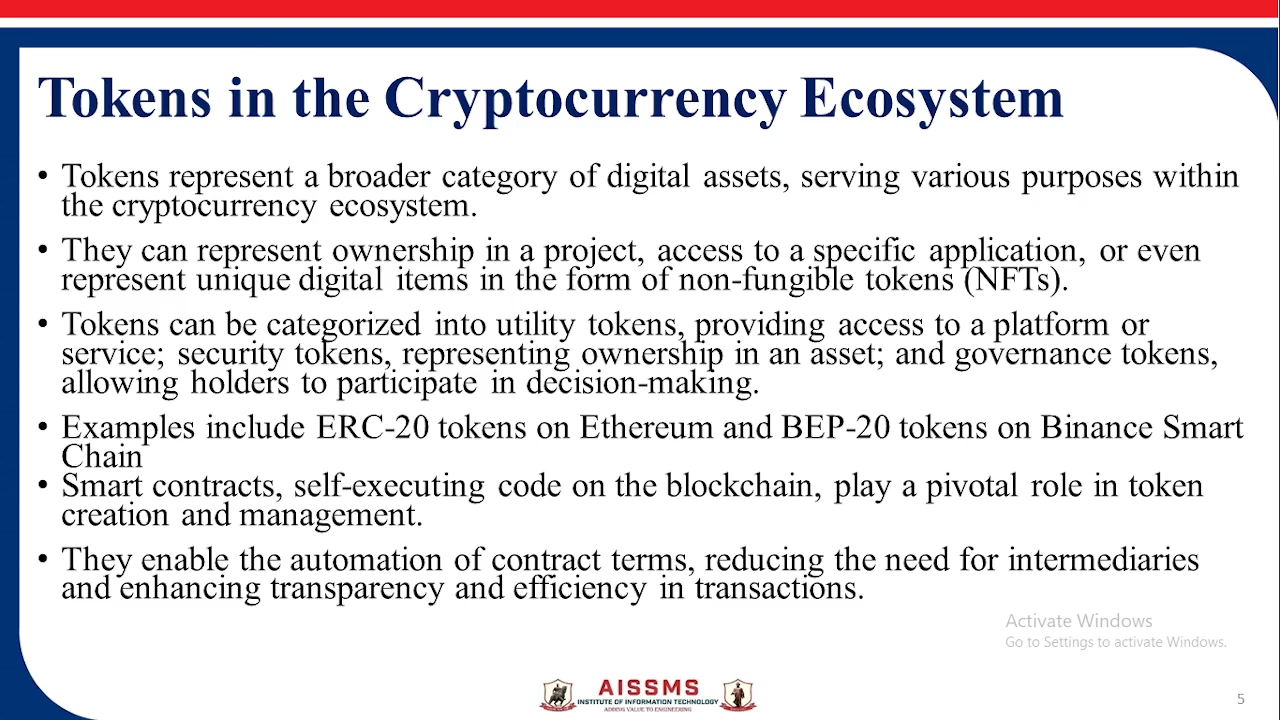 Tokens in the Cryptocurrency Ecosystem
• Tokens represent a broader category of digital assets, serving various purposes within
the cryptocurrency ecosystem.
• They can represent ownership in a project, access to a specific application, or even
represent unique digital items in the form of non-fungible tokens (NFTs).
• Tokens can be categorized into utility tokens, providing access to a platform or
service; security tokens, representing ownership in an asset; and governance tokens,
allowing holders to participate in decision-making.
• Examples include ERC-20 tokens on Ethereum and BEP-20 tokens on Binance Smart
Chain
• Smart contracts, self-executing code on the blockchain, play a pivotal role in token
creation and management.
• They enable the automation of contract terms, reducing the need for intermediaries
and enhancing transparency and efficiency in transactions.
Activate Windows
Go to Settings to activate Windows.
AISSMS
INSTITUTE OF INFORMATION TECHNOLOGY
ADDING VALUE TO ENGINEERING
5